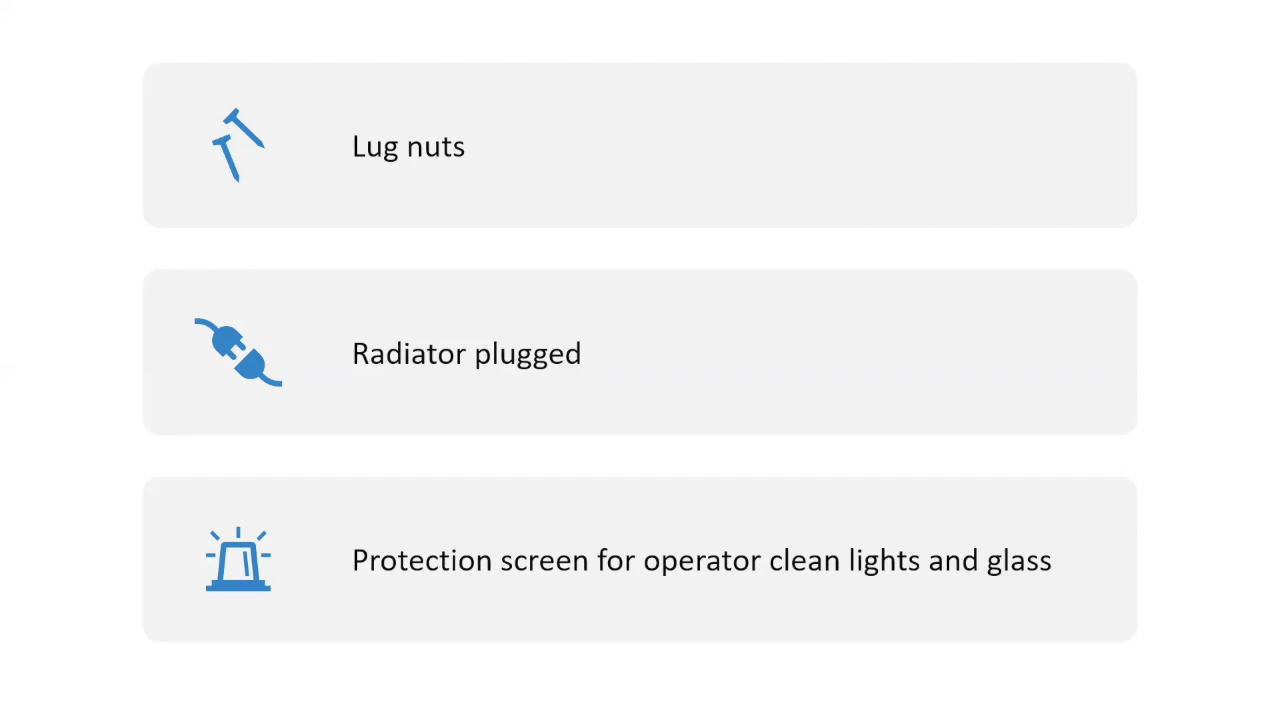 Lug nuts
Radiator plugged
Protection screen for operator clean lights and glass